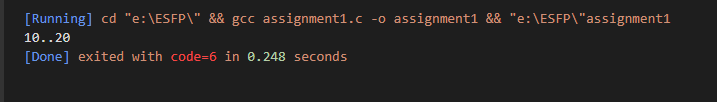 [Running] cd "e:\ESFP\" && gcc assignment1.c -o assignment1 && "e:\ESFP\"assignment1
10..20
[Done] exited with code=6 in 0.248 seconds